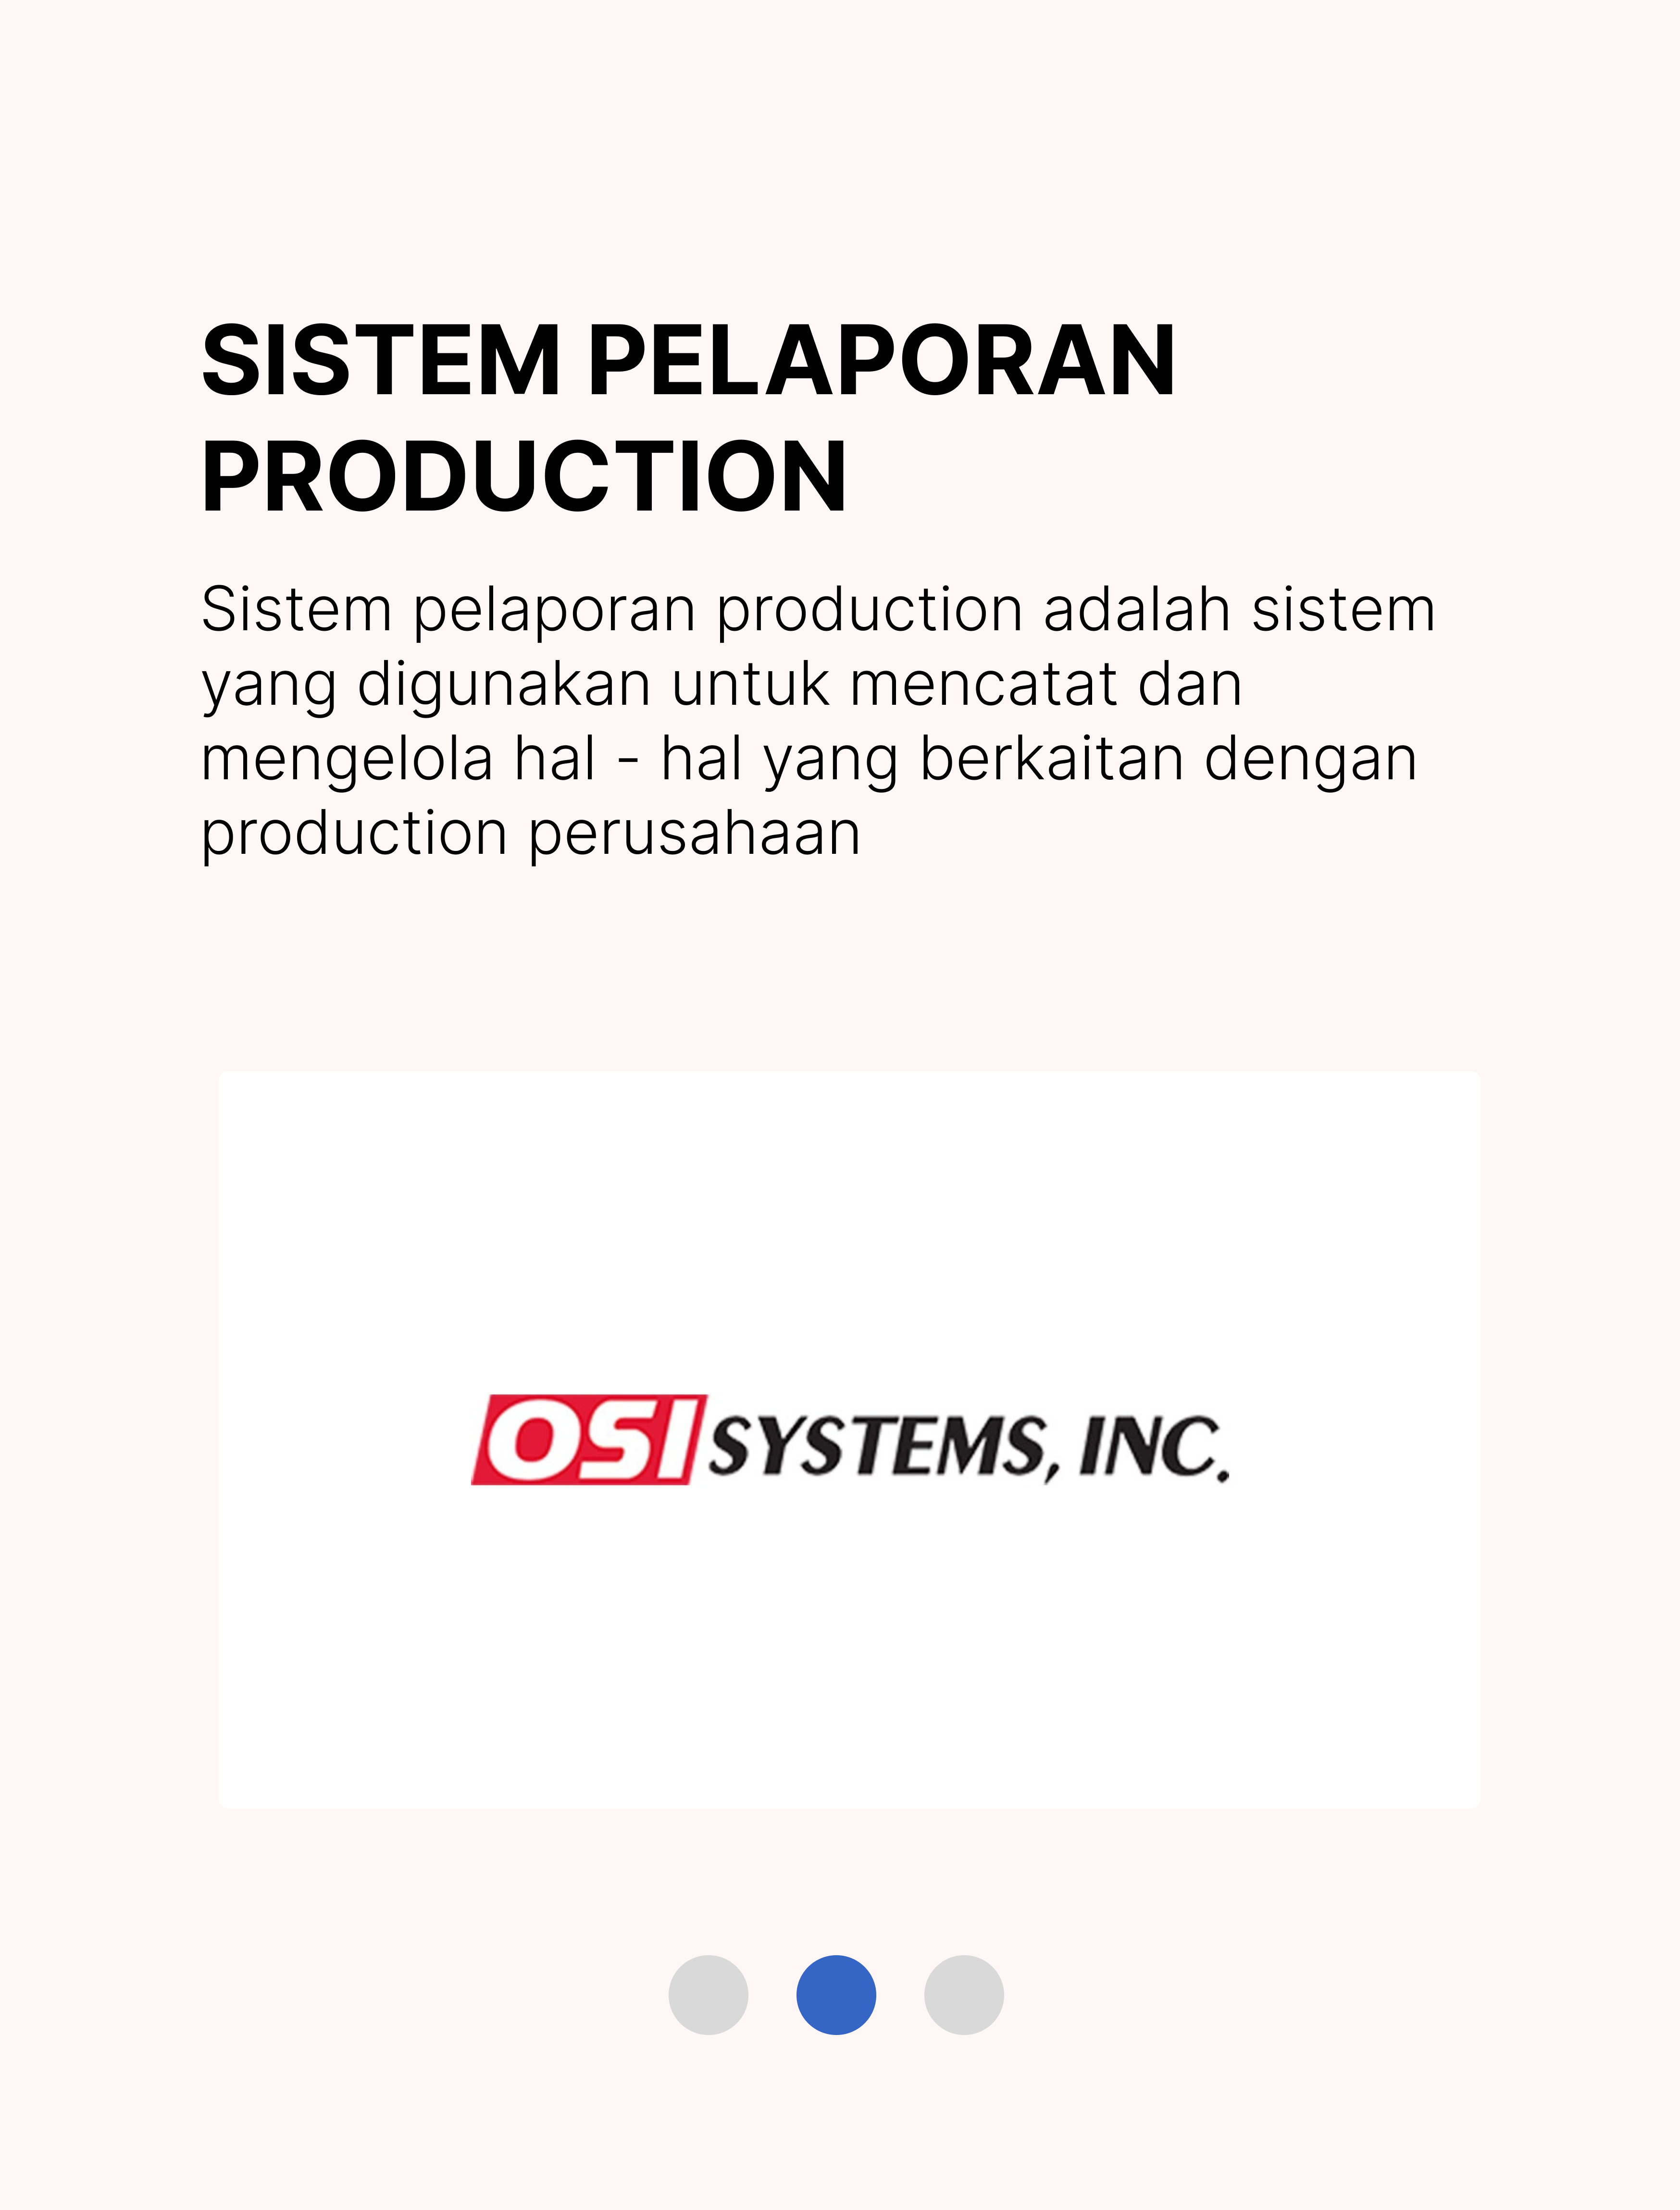 SISTEM PELAPORAN
PRODUCTION
Sistem pelaporan production adalah sistem
yang digunakan untuk mencatat dan
mengelola hal - hal yang berkaitan dengan
production perusahaan
OSI SYSTEMS, INC.